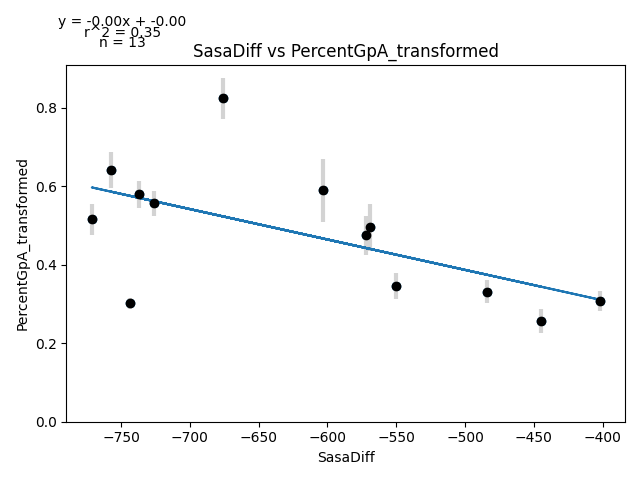 y = -0.00x + -0.00
r^2 = 0.35
n = 13
SasaDiff vs PercentGpA_transformed
PercentGpA_transformed
0.8
0.6
0.4
0.2
0.0
−750 −700 −650 −600 −550 −500 −450 −400
SasaDiff